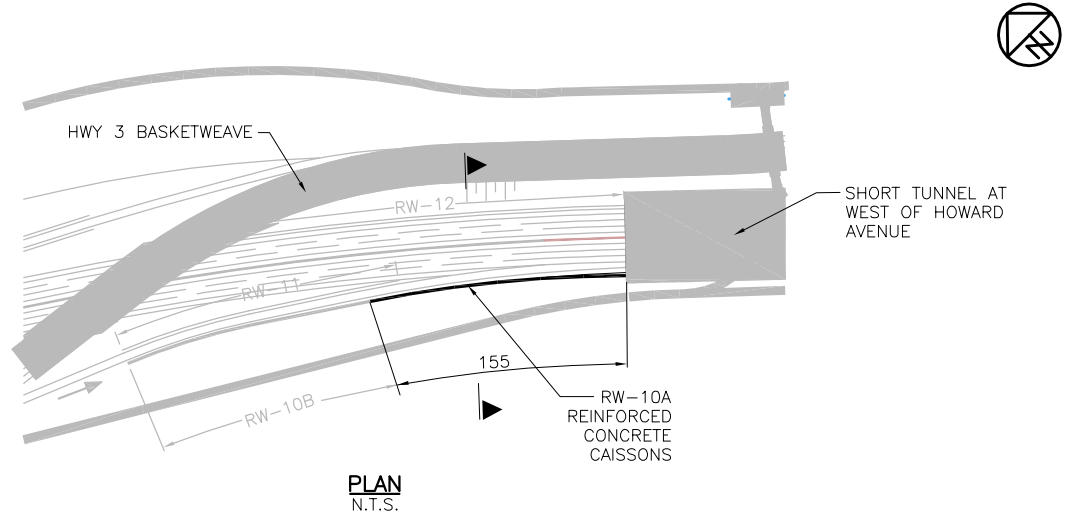 HWY 3 BASKETWEAVE
RW-12
SHORT TUNNEL AT
WEST OF HOWARD
AVENUE
RW-11
155
RW-10B
RW-10A
REINFORCED
CONCRETE
CAISSONS
PLAN
N.T.S.
N